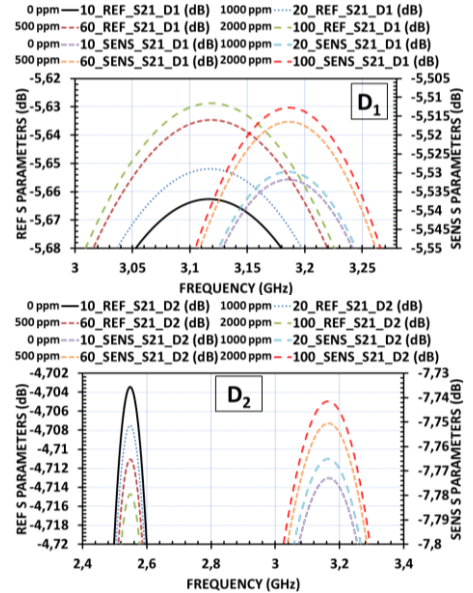 0 ppm 10_REF_S21_D1 (dB) 1000 ppm 20_REF_S21_D1 (dB)
500 ppm 60_REF_S21_D1 (dB) 2000 ppm 100_REF_S21_D1 (dB)
0 ppm 10_SENS_S21_D1 (dB) 1000 ppm 20_SENS_S21_D1 (dB)
500 ppm 60_SENS_S21_D1 (dB) 2000 ppm 100_SENS_S21_D1 (dB)
-5,62 -5,505
D1
-5,51
-5,63 -5,515
-5,64 -5,52
-5,525
-5,65 -5,53
-5,66 -5,535
-5,54
-5,67 -5,545
-5,68 -5,55
REF S PARAMETERS (dB)
SENS S PARAMETERS (dB)
3 3,05 3,1 3,15 3,2 3,25
FREQUENCY (GHz)
0 ppm 10_REF_S21_D2 (dB) 1000 ppm 20_REF_S21_D2 (dB)
500 ppm 60_REF_S21_D2 (dB) 2000 ppm 100_REF_S21_D2 (dB)
0 ppm 10_SENS_S21_D2 (dB) 1000 ppm 20_SENS_S21_D2 (dB)
500 ppm 60_SENS_S21_D2 (dB) 2000 ppm 100_SENS_S21_D2 (dB)
-4,702 -7,73
D2
-4,704 -7,74
-4,706 -7,75
-4,708
-4,71 -7,76
-4,712 -7,77
-4,714 -7,78
-4,716
-4,718 -7,79
-4,72 -7,8
REF S PARAMETERS (dB)
SENS S PARAMETERS (dB)
2,4 2,6 2,8 3 3,2 3,4
FREQUENCY (GHz)